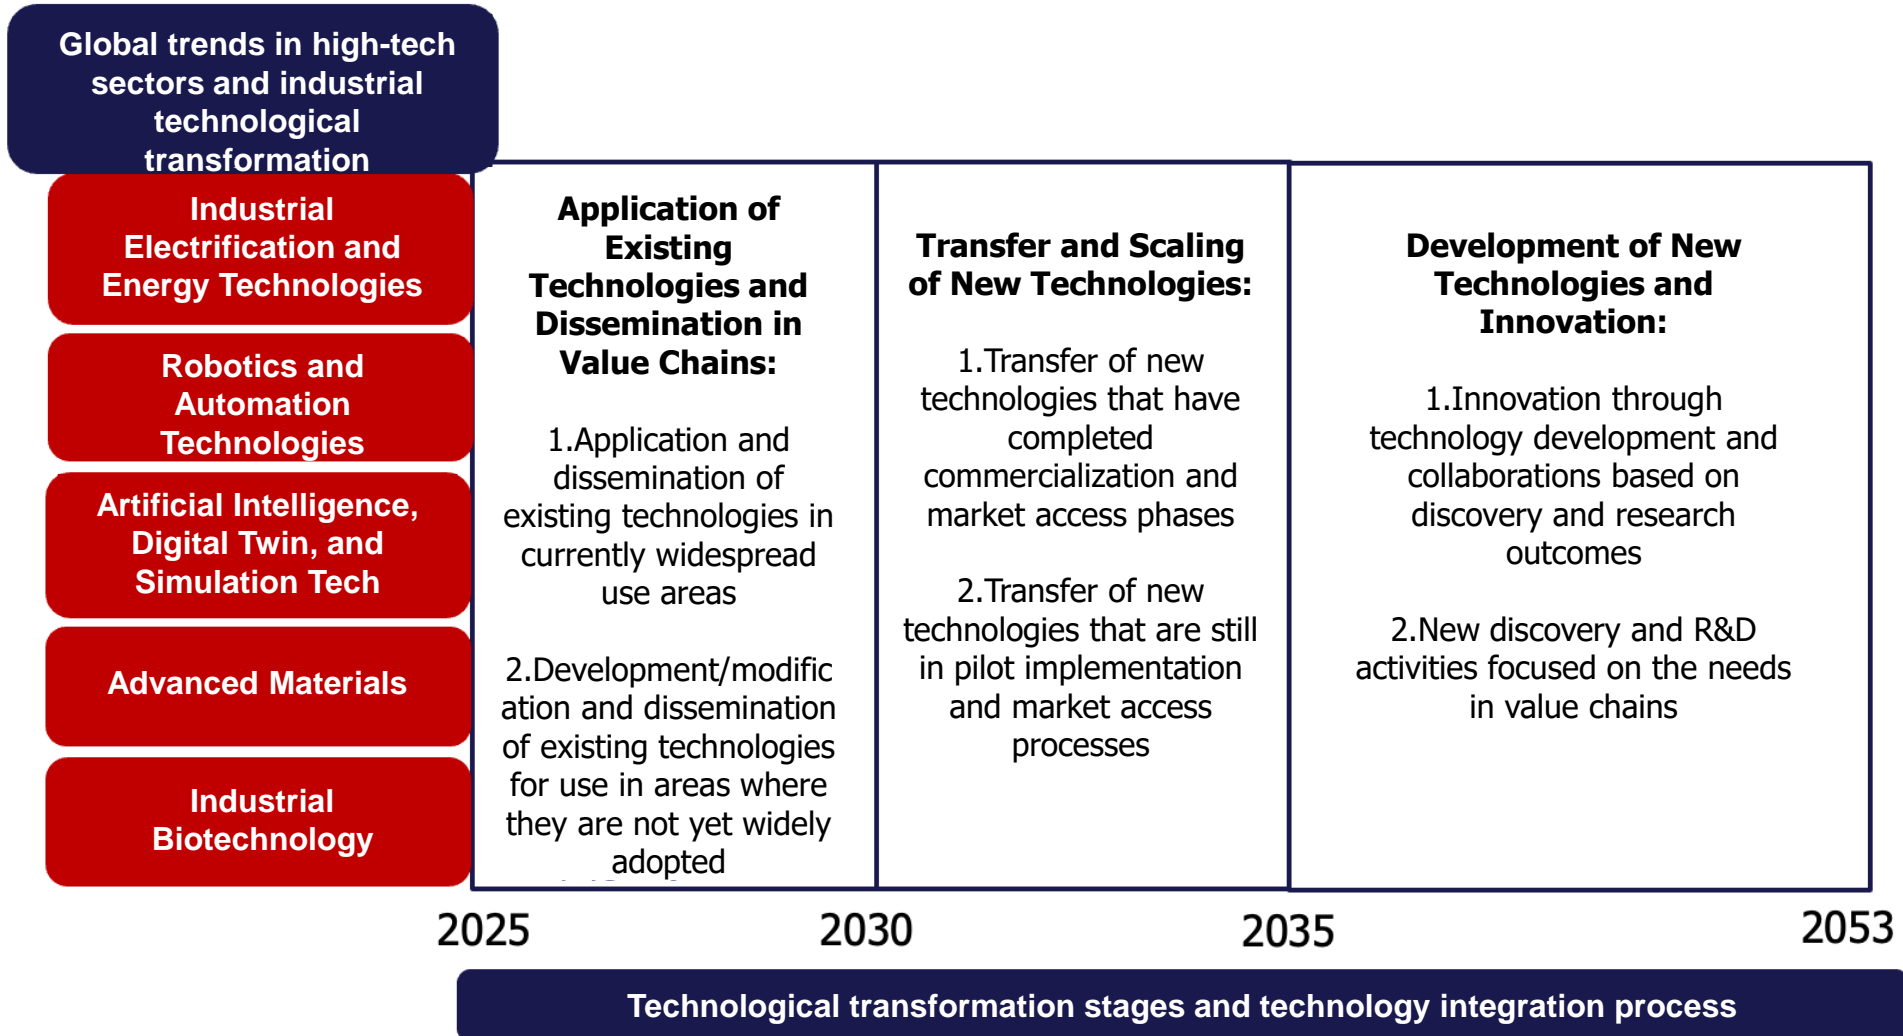 Global trends in high-tech
sectors and industrial
technological
transformation
Industrial
Electrification and
Energy Technologies
Robotics and
Automation
Technologies
Artificial Intelligence,
Digital Twin, and
Simulation Tech
Advanced Materials
Industrial
Biotechnology
Application of
Existing
Technologies and
Dissemination in
Value Chains:
1.Application and
dissemination of
existing technologies in
currently widespread
use areas
2.Development/modific
ation and dissemination
of existing technologies
for use in areas where
they are not yet widely
adopted
Transfer and Scaling
of New Technologies:
1.Transfer of new
technologies that have
completed
commercialization and
market access phases
2.Transfer of new
technologies that are still
in pilot implementation
and market access
processes
Development of New
Technologies and
Innovation:
1.Innovation through
technology development and
collaborations based on
discovery and research
outcomes
2.New discovery and R&D
activities focused on the needs
in value chains
2025
2030
2035
2053
Technological transformation stages and technology integration process